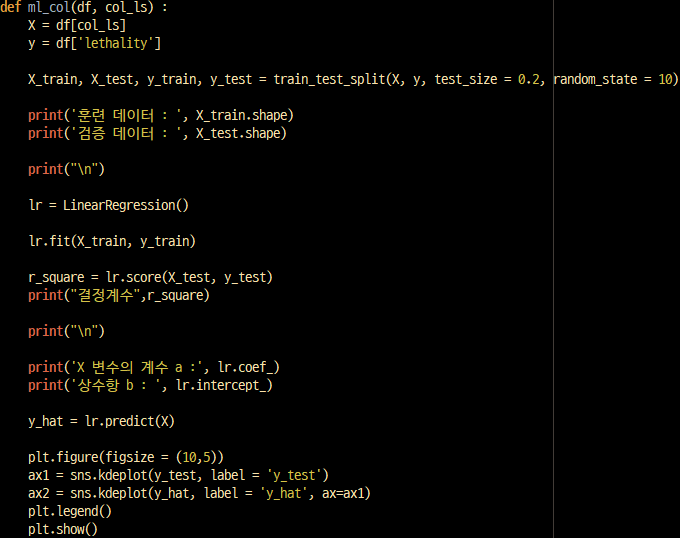 def ml_col(df, col_ls) :
    X = df[col_ls]
    y = df['lethality']
    X_train, X_test, y_train, y_test = train_test_split(X, y, test_size = 0.2, random_state = 10)
    print('훈련 데이터 : ', X_train.shape)
    print('검증 데이터 : ', X_test.shape)
    print("\n")
    lr = LinearRegression()
    lr.fit(X_train, y_train)
    r_square = lr.score(X_test, y_test)
    print("결정계수",r_square)
    print("\n")
    print('X 변수의 계수 a :', lr.coef_)
    print('상수항 b : ', lr.intercept_)
    y_hat = lr.predict(X)
    plt.figure(figsize = (10,5))
    ax1 = sns.kdeplot(y_test, label = 'y_test')
    ax2 = sns.kdeplot(y_hat, label = 'y_hat', ax=ax1)
    plt.legend()
    plt.show()